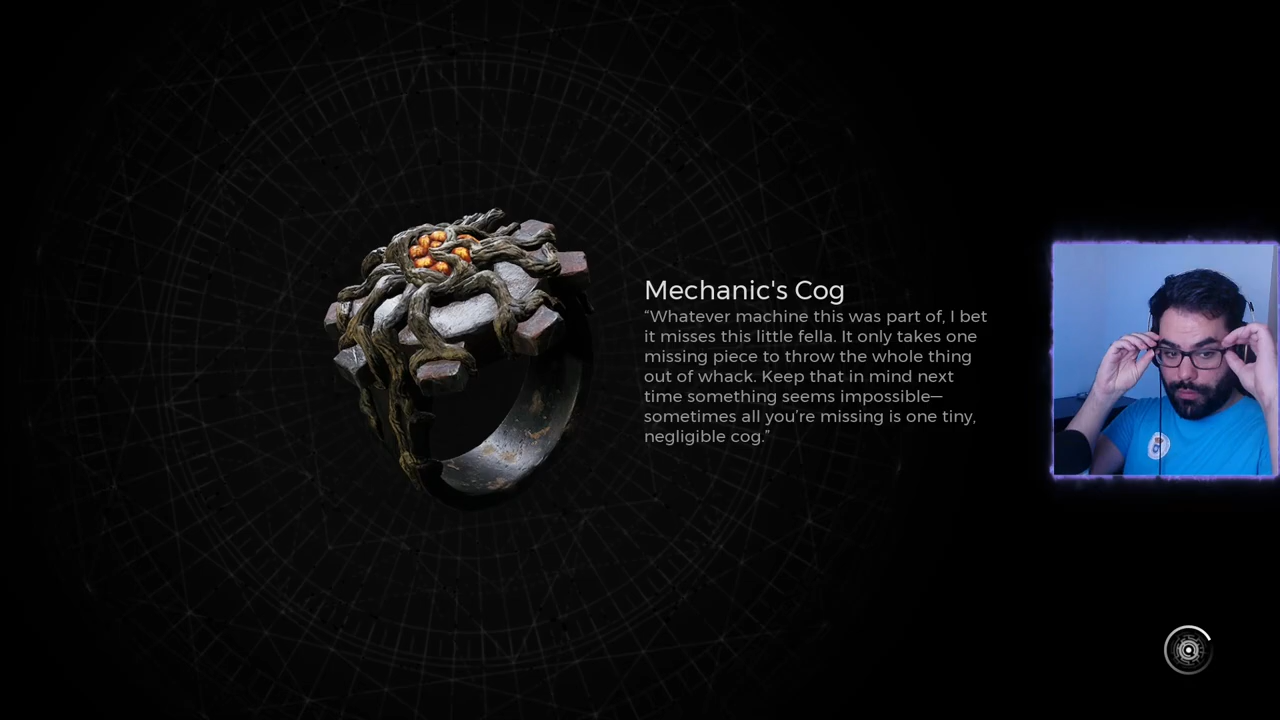 Mechanic's Cog
“Whatever machine this was part of, I bet
it misses this little fella. It only takes one
missing piece to throw the whole thing
out of whack. Keep that in mind next
time something seems impossible—
sometimes all you’re missing is one tiny,
negligible cog.”